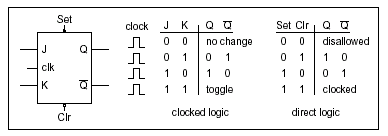 Set
J Q
clk
K Q̅
Clr
clock J K Q Q̅
0 0 no change
0 1 0 1
1 0 1 0
1 1 toggle
clocked logic
Set Clr Q Q̅
0 0 disallowed
0 1 1 0
1 0 0 1
1 1 clocked
direct logic